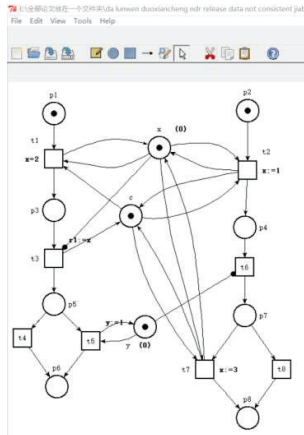 File Edit View Tools Help
p1
p2
x
{0}
t1
t2
x=2
x:=1
c
p3
p4
r1:=x
t3
t6
p5
p7
y:=1
t4
t5
y
{0}
t7
x:=3
t8
p6
p8